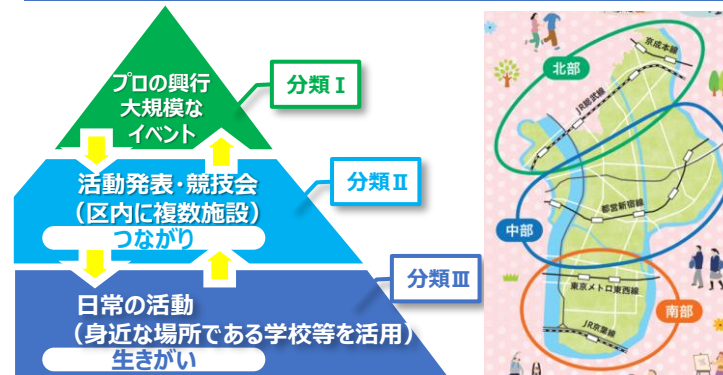 プロの興行
大規模な
イベント
分類Ⅰ
活動発表・競技会
（区内に複数施設）
つながり
分類Ⅱ
日常の活動
（身近な場所である学校等を活用）
生きがい
分類Ⅲ
京成本線
北部
JR総武線
都営新宿線
中部
東京メトロ東西線
南部
JR京葉線